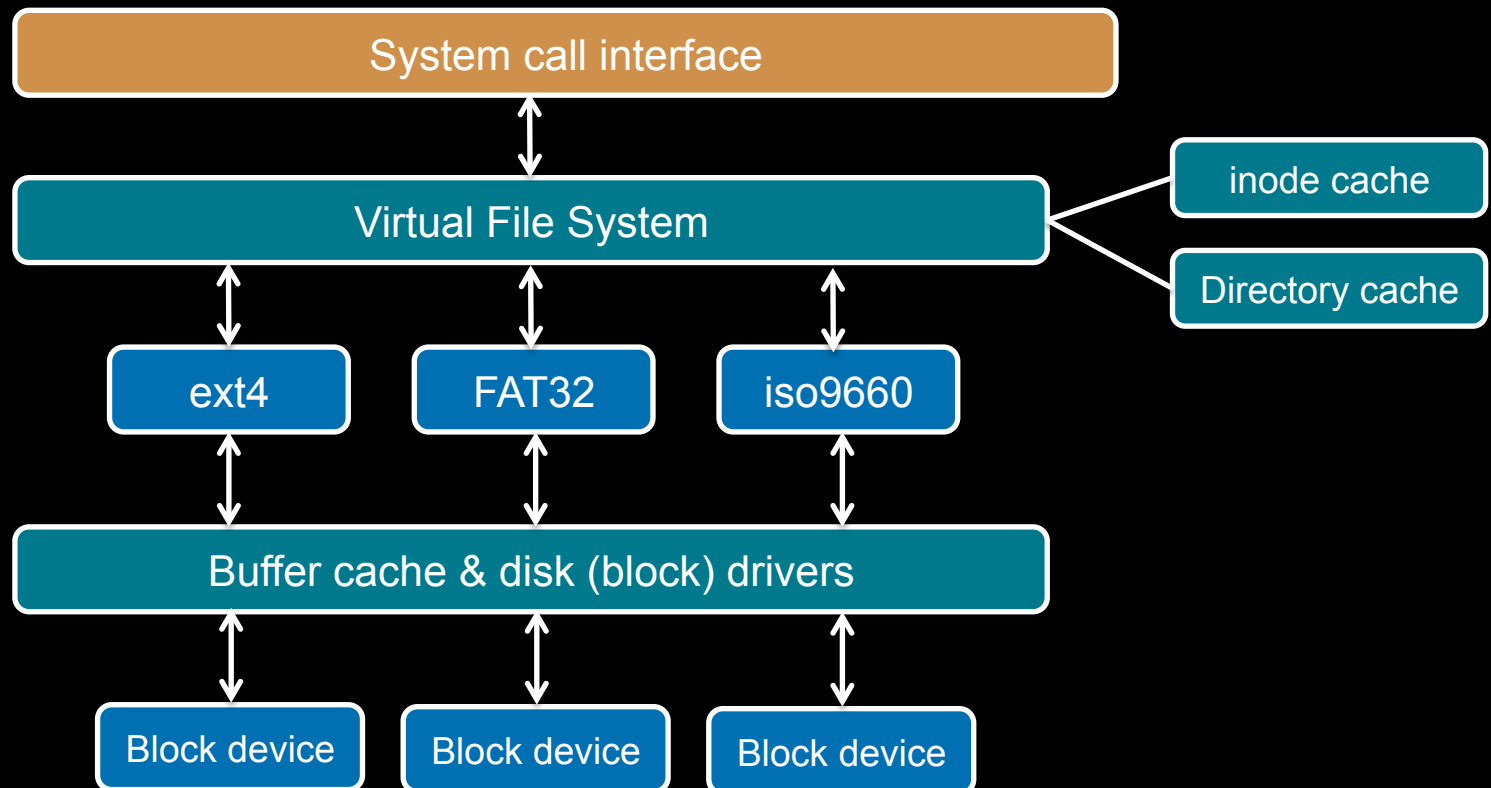 System call interface
inode cache
Virtual File System
Directory cache
ext4
FAT32
iso9660
Buffer cache & disk (block) drivers
Block device
Block device
Block device